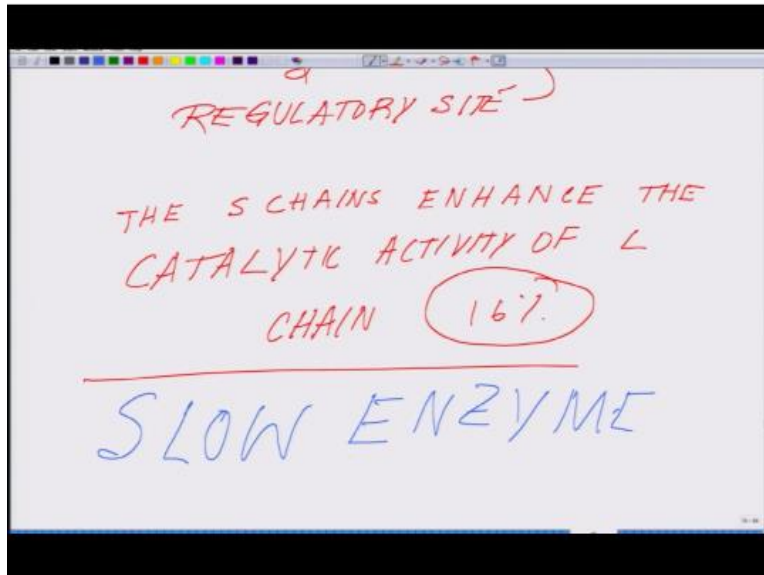 REGULATORY SITE
THE S CHAINS ENHANCE THE
CATALYTIC ACTIVITY OF L
CHAIN 16%
SLOW ENZYME